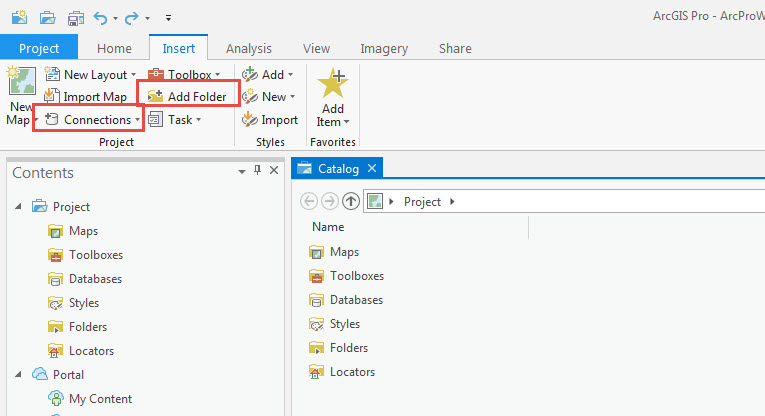 ArcGIS Pro - ArcProW
Project Home Insert Analysis View Imagery Share
New Map
New Layout
Import Map
Connections
Toolbox
Add Folder
Task
Project
Add
New
Import
Styles
Add Item
Favorites
Contents
Project
Maps
Toolboxes
Databases
Styles
Folders
Locators
Portal
My Content
Catalog
Project
Name
Maps
Toolboxes
Databases
Styles
Folders
Locators